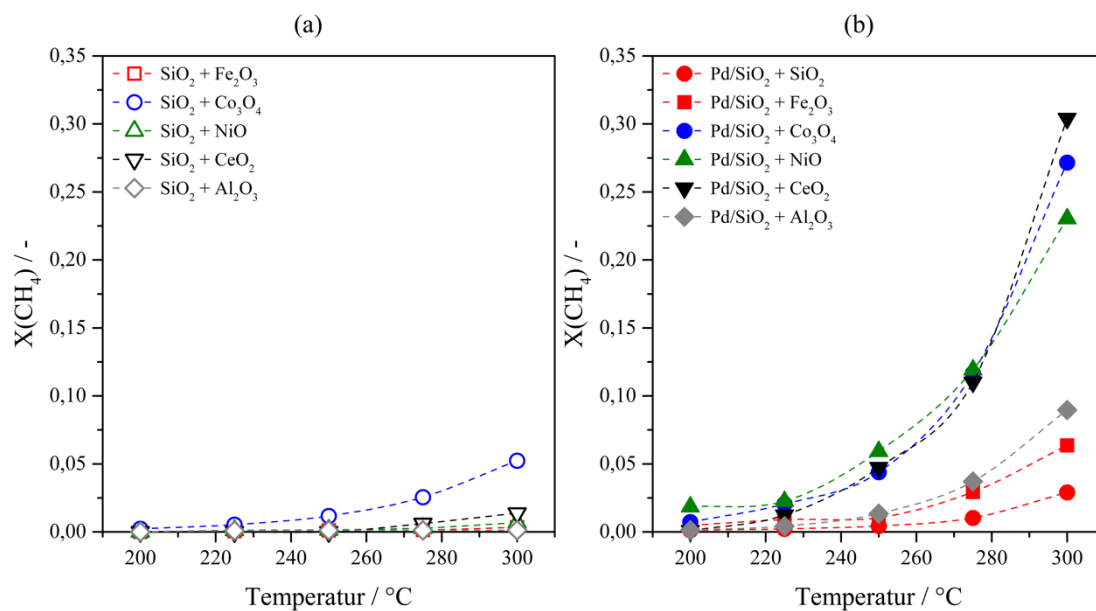 (a)
0,35
0,30
0,25
0,20
0,15
0,10
0,05
0,00
X(CH₄) / -
SiO₂ + Fe₂O₃
SiO₂ + Co₃O₄
SiO₂ + NiO
SiO₂ + CeO₂
SiO₂ + Al₂O₃
200 220 240 260 280 300
Temperatur / °C
(b)
0,35
0,30
0,25
0,20
0,15
0,10
0,05
0,00
X(CH₄) / -
Pd/SiO₂ + SiO₂
Pd/SiO₂ + Fe₂O₃
Pd/SiO₂ + Co₃O₄
Pd/SiO₂ + NiO
Pd/SiO₂ + CeO₂
Pd/SiO₂ + Al₂O₃
200 220 240 260 280 300
Temperatur / °C